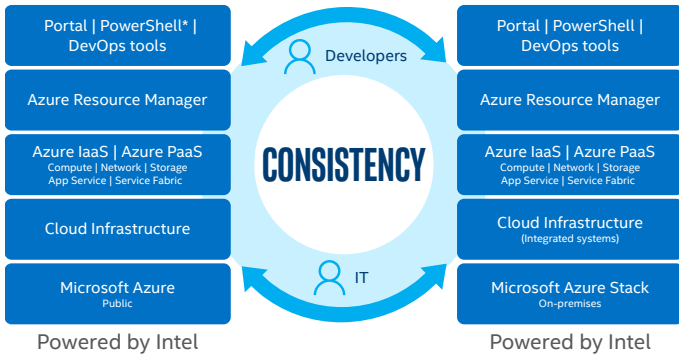 Portal | PowerShell* |
DevOps tools
Azure Resource Manager
Azure IaaS | Azure PaaS
Compute | Network | Storage
App Service | Service Fabric
Cloud Infrastructure
Microsoft Azure
Public
Powered by Intel
Developers
CONSISTENCY
IT
Portal | PowerShell |
DevOps tools
Azure Resource Manager
Azure IaaS | Azure PaaS
Compute | Network | Storage
App Service | Service Fabric
Cloud Infrastructure
(Integrated systems)
Microsoft Azure Stack
On-premises
Powered by Intel